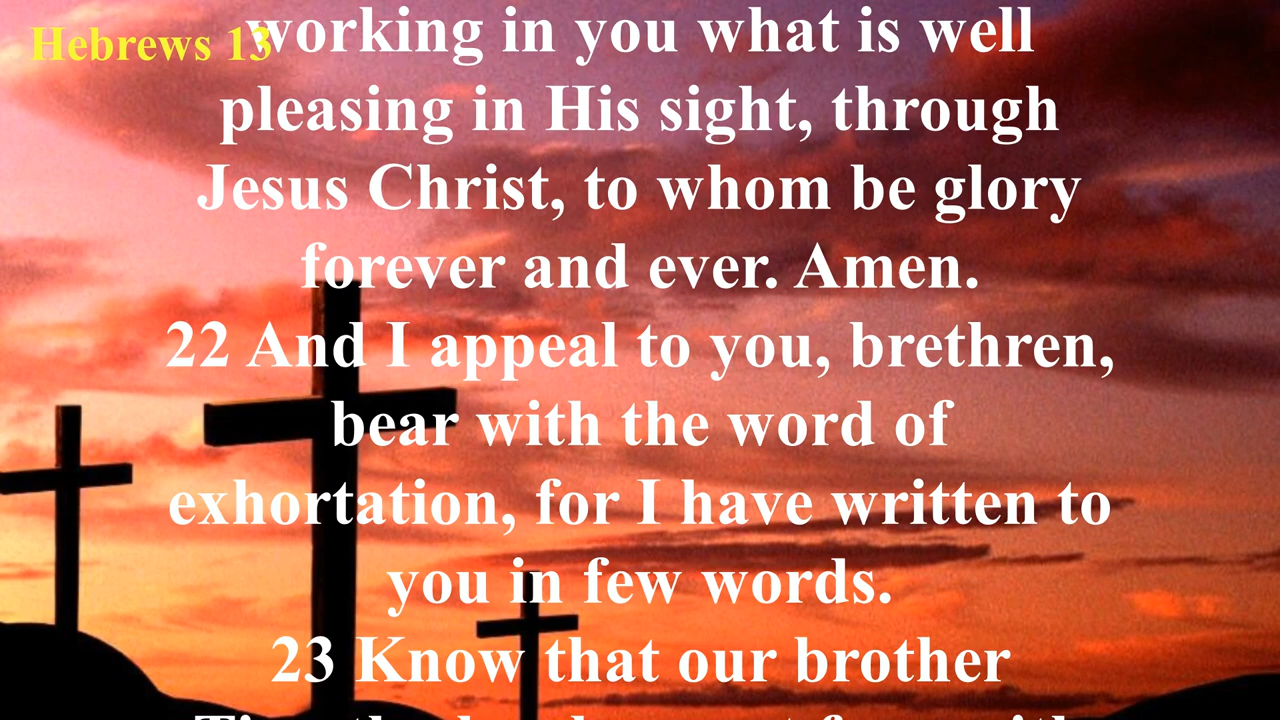 Hebrews 13
working in you what is well
pleasing in His sight, through
Jesus Christ, to whom be glory
forever and ever. Amen.
22 And I appeal to you, brethren,
bear with the word of
exhortation, for I have written to
you in few words.
23 Know that our brother